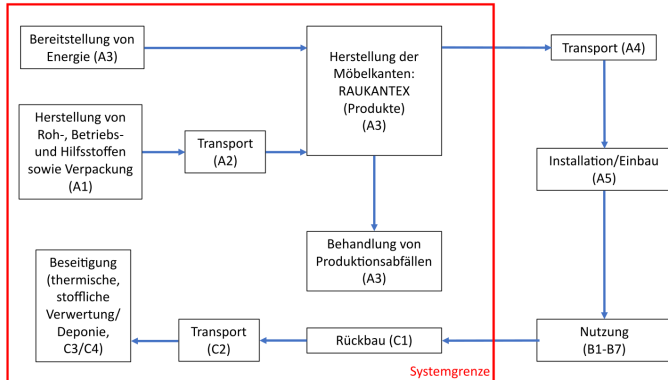 Bereitstellung von
Energie (A3)
Herstellung der
Möbelkanten:
RAUKANTEX
(Produkte)
(A3)
Transport (A4)
Herstellung von
Roh-, Betriebs-
und Hilfsstoffen
sowie Verpackung
(A1)
Transport
(A2)
Installation/Einbau
(A5)
Behandlung von
Produktionsabfällen
(A3)
Beseitigung
(thermische,
stoffliche
Verwertung/
Deponie,
C3/C4)
Transport
(C2)
Rückbau (C1)
Nutzung
(B1-B7)
Systemgrenze